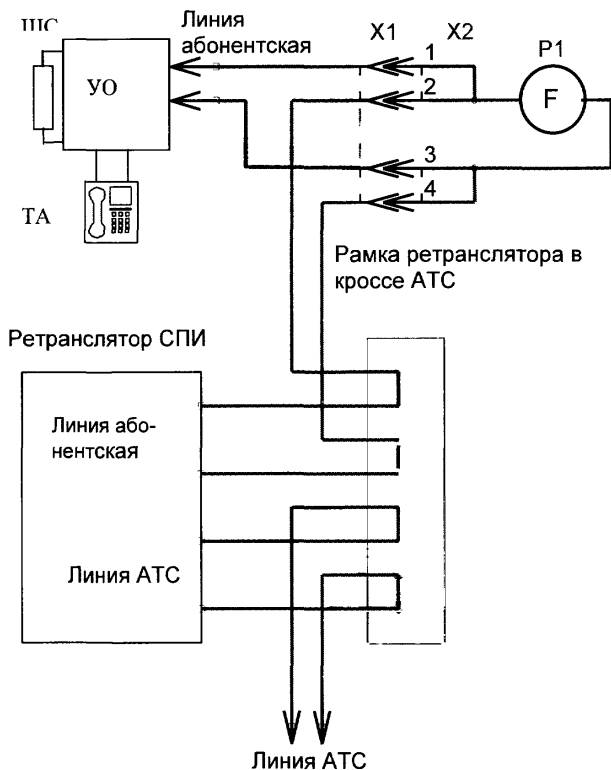 ШС
Линия
абонентская
X1
X2
P1
УО
1
2
F
3
4
ТА
Рамка ретранслятора в
кроссе АТС
Ретранслятор СПИ
Линия або-
нентская
Линия АТС
Линия АТС